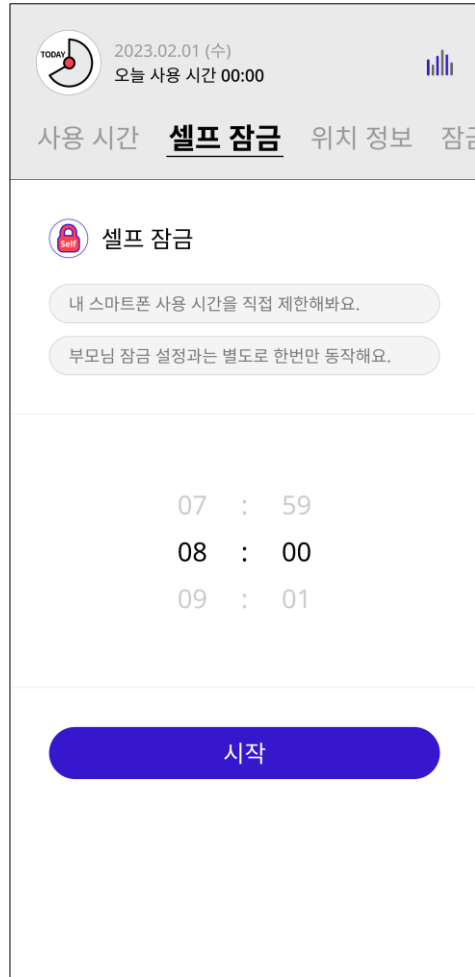 TODAY
2023.02.01 (수)
오늘 사용 시간 00:00
사용 시간 셀프 잠금 위치 정보 잠금
Self
셀프 잠금
내 스마트폰 사용 시간을 직접 제한해봐요.
부모님 잠금 설정과는 별도로 한번만 동작해요.
07 : 59
08 : 00
09 : 01
시작